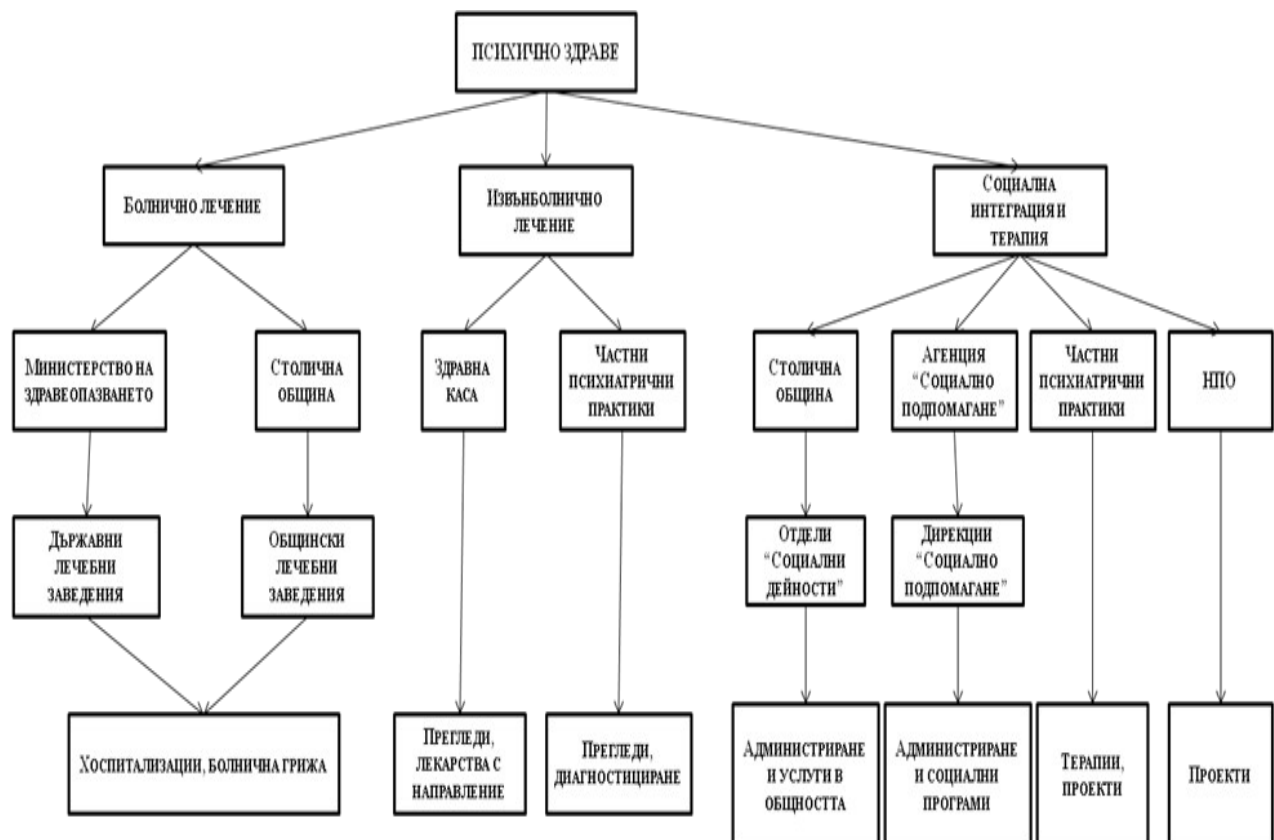 ПСИХИЧНО ЗДРАВЕ
БОЛНИЧНО ЛЕЧЕНИЕ
ИЗВЪНБОЛНИЧНО
ЛЕЧЕНИЕ
СОЦИАЛНА
ИНТЕГРАЦИЯ И
ТЕРАПИЯ
МИНИСТЕРСТВО НА
ЗДРАВЕОПАЗВАНЕТО
СТОЛИЧНА
ОБЩИНА
ЗДРАВНА
КАСА
ЧАСТНИ
ПСИХИАТРИЧНИ
ПРАКТИКИ
СТОЛИЧНА
ОБЩИНА
АГЕНЦИЯ
“СОЦИАЛНО
ПОДПОМАГАНЕ”
ЧАСТНИ
ПСИХИАТРИЧНИ
ПРАКТИКИ
НПО
ДЪРЖАВНИ
ЛЕЧЕБНИ
ЗАВЕДЕНИЯ
ОБЩИНСКИ
ЛЕЧЕБНИ
ЗАВЕДЕНИЯ
ОТДЕЛИ
“СОЦИАЛНИ
ДЕЙНОСТИ”
ДИРЕКЦИИ
“СОЦИАЛНО
ПОДПОМАГАНЕ”
ХОСПИТАЛИЗАЦИИ, БОЛНИЧНА ГРИЖА
ПРЕГЛЕДИ,
ЛЕКАРСТВА С
НАПРАВЛЕНИЕ
ПРЕГЛЕДИ,
ДИАГНОСТИЦИРАНЕ
АДМИНИСТРИРАНЕ
И УСЛУГИ В
ОБЩНОСТТА
АДМИНИСТРИРАНЕ
И СОЦИАЛНИ
ПРОГРАМИ
ТЕРАПИИ,
ПРОЕКТИ
ПРОЕКТИ